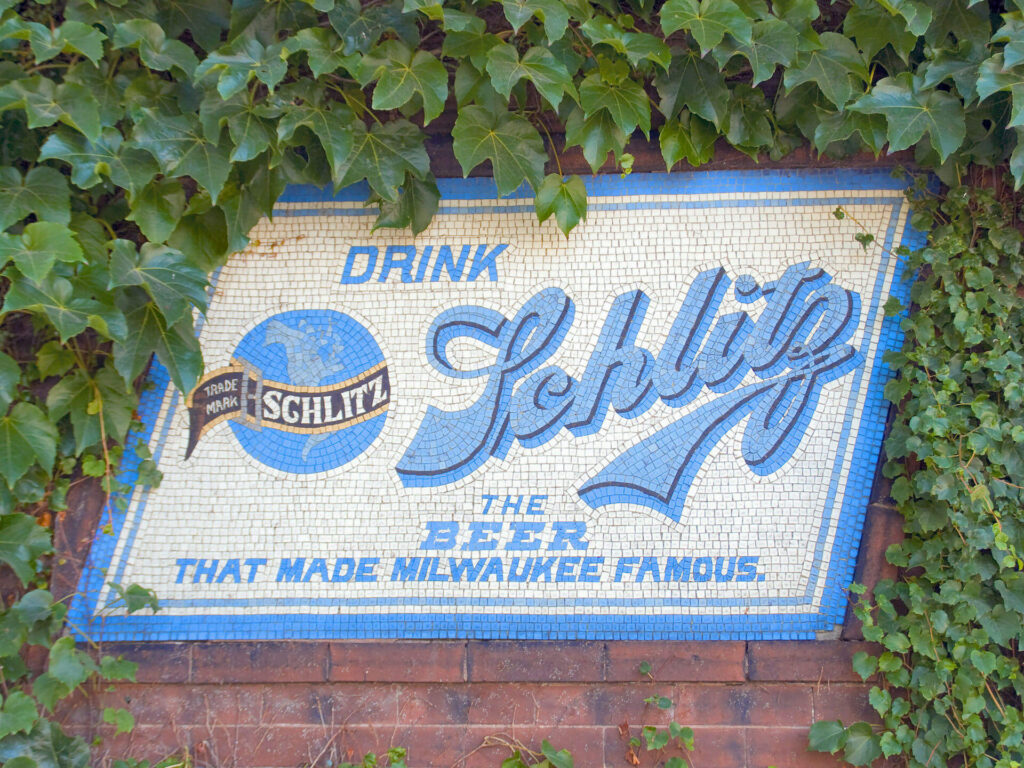 DRINK
Schlitz
TRADE
MARK
SCHLITZ
THE
BEER
THAT MADE MILWAUKEE FAMOUS.